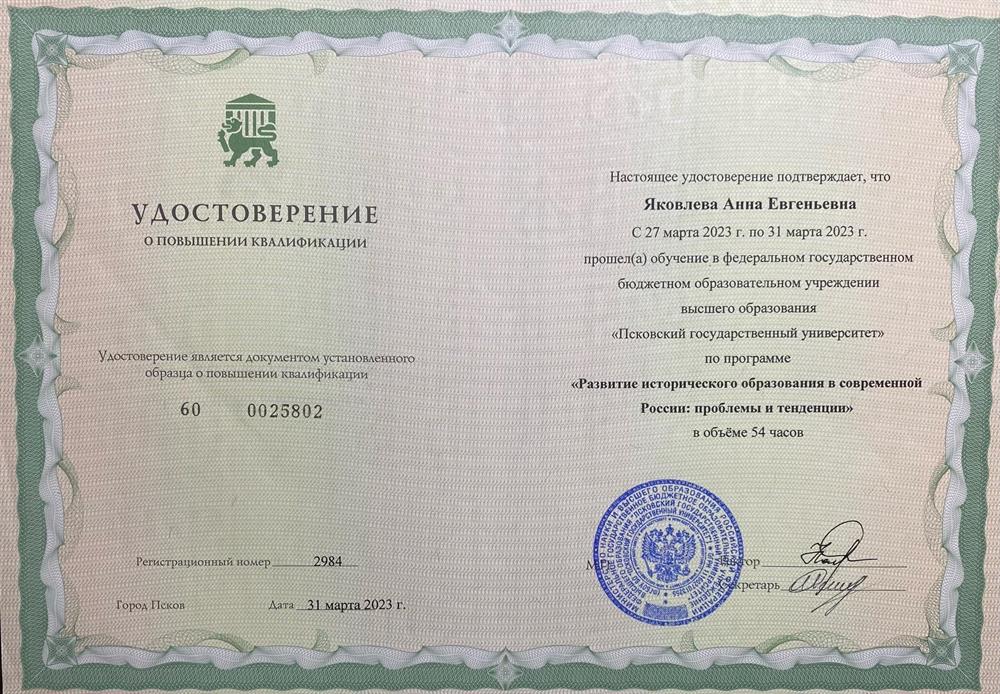 УДОСТОВЕРЕНИЕ
О ПОВЫШЕНИИ КВАЛИФИКАЦИИ
Удостоверение является документом установленного
образца о повышении квалификации
60 0025802
Регистрационный номер 2984
Город Псков Дата 31 марта 2023 г.
Настоящее удостоверение подтверждает, что
Яковлева Анна Евгеньевна
С 27 марта 2023 г. по 31 марта 2023 г.
прошел(а) обучение в федеральном государственном
бюджетном образовательном учреждении
высшего образования
«Псковский государственный университет»
по программе
«Развитие исторического образования в современной
России: проблемы и тенденции»
в объёме 54 часов